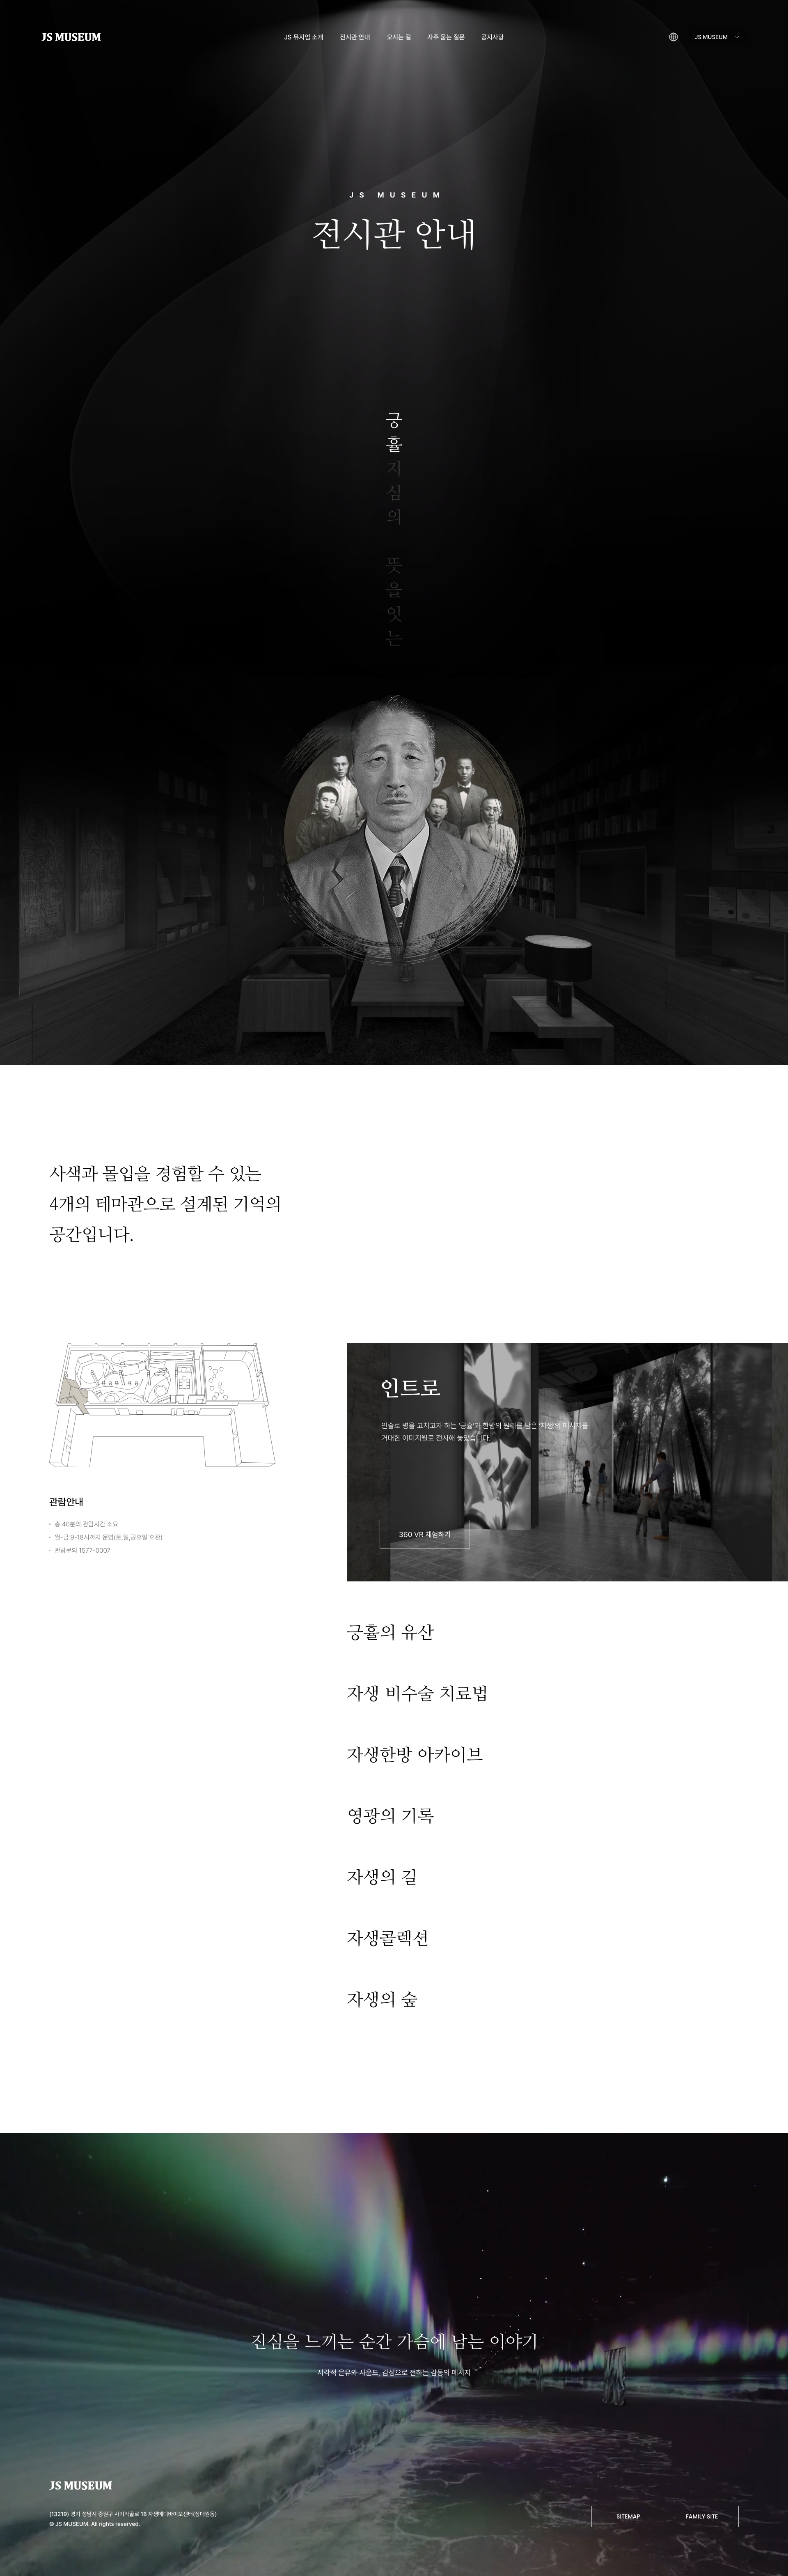 JS MUSEUM
JS 뮤지엄 소개
전시관 안내
오시는 길
자주 묻는 질문
공지사항
JS MUSEUM
JS MUSEUM
전시관 안내
긍휼지심의 뜻을잇는
사색과 몰입을 경험할 수 있는
4개의 테마관으로 설계된 기억의
공간입니다.
인트로
인술로 병을 고치고자 하는 '긍휼'과 한방의 원리를 담은 '자생'의 메시지를
거대한 이미지월로 전시해 놓았습니다.
360 VR 체험하기
관람안내
총 40분의 관람시간 소요
월-금 9-18시까지 운영(토,일,공휴일 휴관)
관람문의 1577-0007
긍휼의 유산
자생 비수술 치료법
자생한방 아카이브
영광의 기록
자생의 길
자생콜렉션
자생의 숲
진심을 느끼는 순간 가슴에 남는 이야기
시각적 은유와 사운드, 감성으로 전하는 감동의 메시지
JS MUSEUM
(13219) 경기 성남시 중원구 사기막골로 18 자생메디바이오센터(상대원동)
© JS MUSEUM. All rights reserved.
SITEMAP
FAMILY SITE